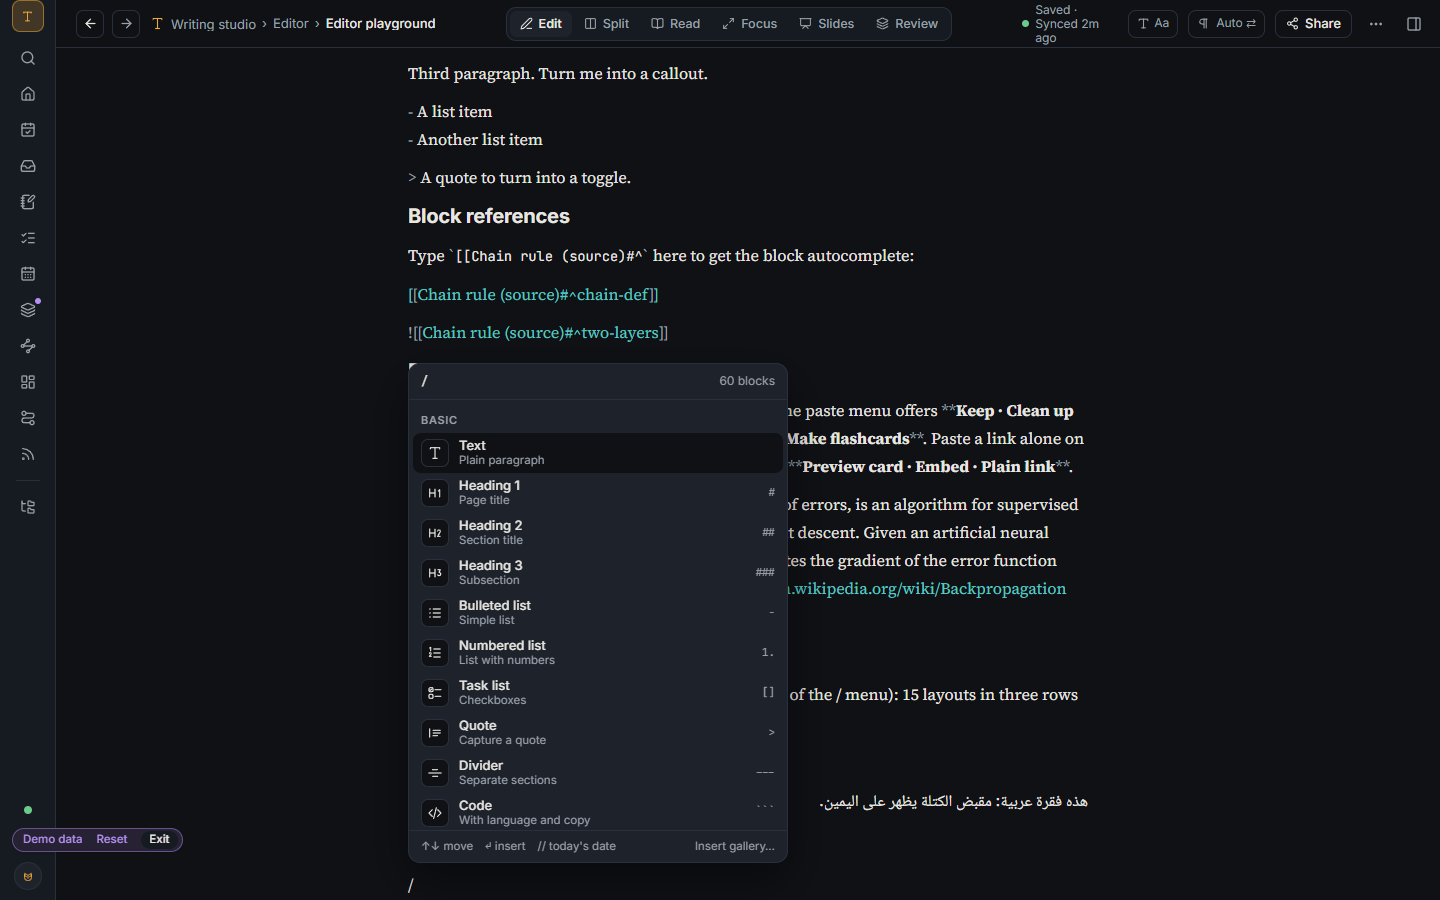 T
Writing studio › Editor › Editor playground
Edit Split Read Focus Slides Review
Saved ·
Synced 2m
ago
Aa
Auto
Share
Third paragraph. Turn me into a callout.
- A list item
- Another list item
> A quote to turn into a toggle.
Block references
Type `[[Chain rule (source)#^` here to get the block autocomplete:
[[Chain rule (source)#^chain-def]]
![[Chain rule (source)#^two-layers]]
/ 60 blocks
BASIC
Text
Plain paragraph
H1 Heading 1 #
Page title
H2 Heading 2 ##
Section title
H3 Heading 3 ###
Subsection
Bulleted list -
Simple list
Numbered list 1.
List with numbers
Task list []
Checkboxes
Quote >
Capture a quote
Divider ---
Separate sections
Code ```
With language and copy
↑↓ move ↵ insert // today's date Insert gallery...
paste menu offers **Keep · Clean up
Make flashcards**. Paste a link alone on
**Preview card · Embed · Plain link**.
of errors, is an algorithm for supervised
descent. Given an artificial neural
the gradient of the error function
.wikipedia.org/wiki/Backpropagation
of the / menu): 15 layouts in three rows
هذه فقرة عربية: مقبض الكتلة يظهر على اليمين.
/
Demo data Reset Exit